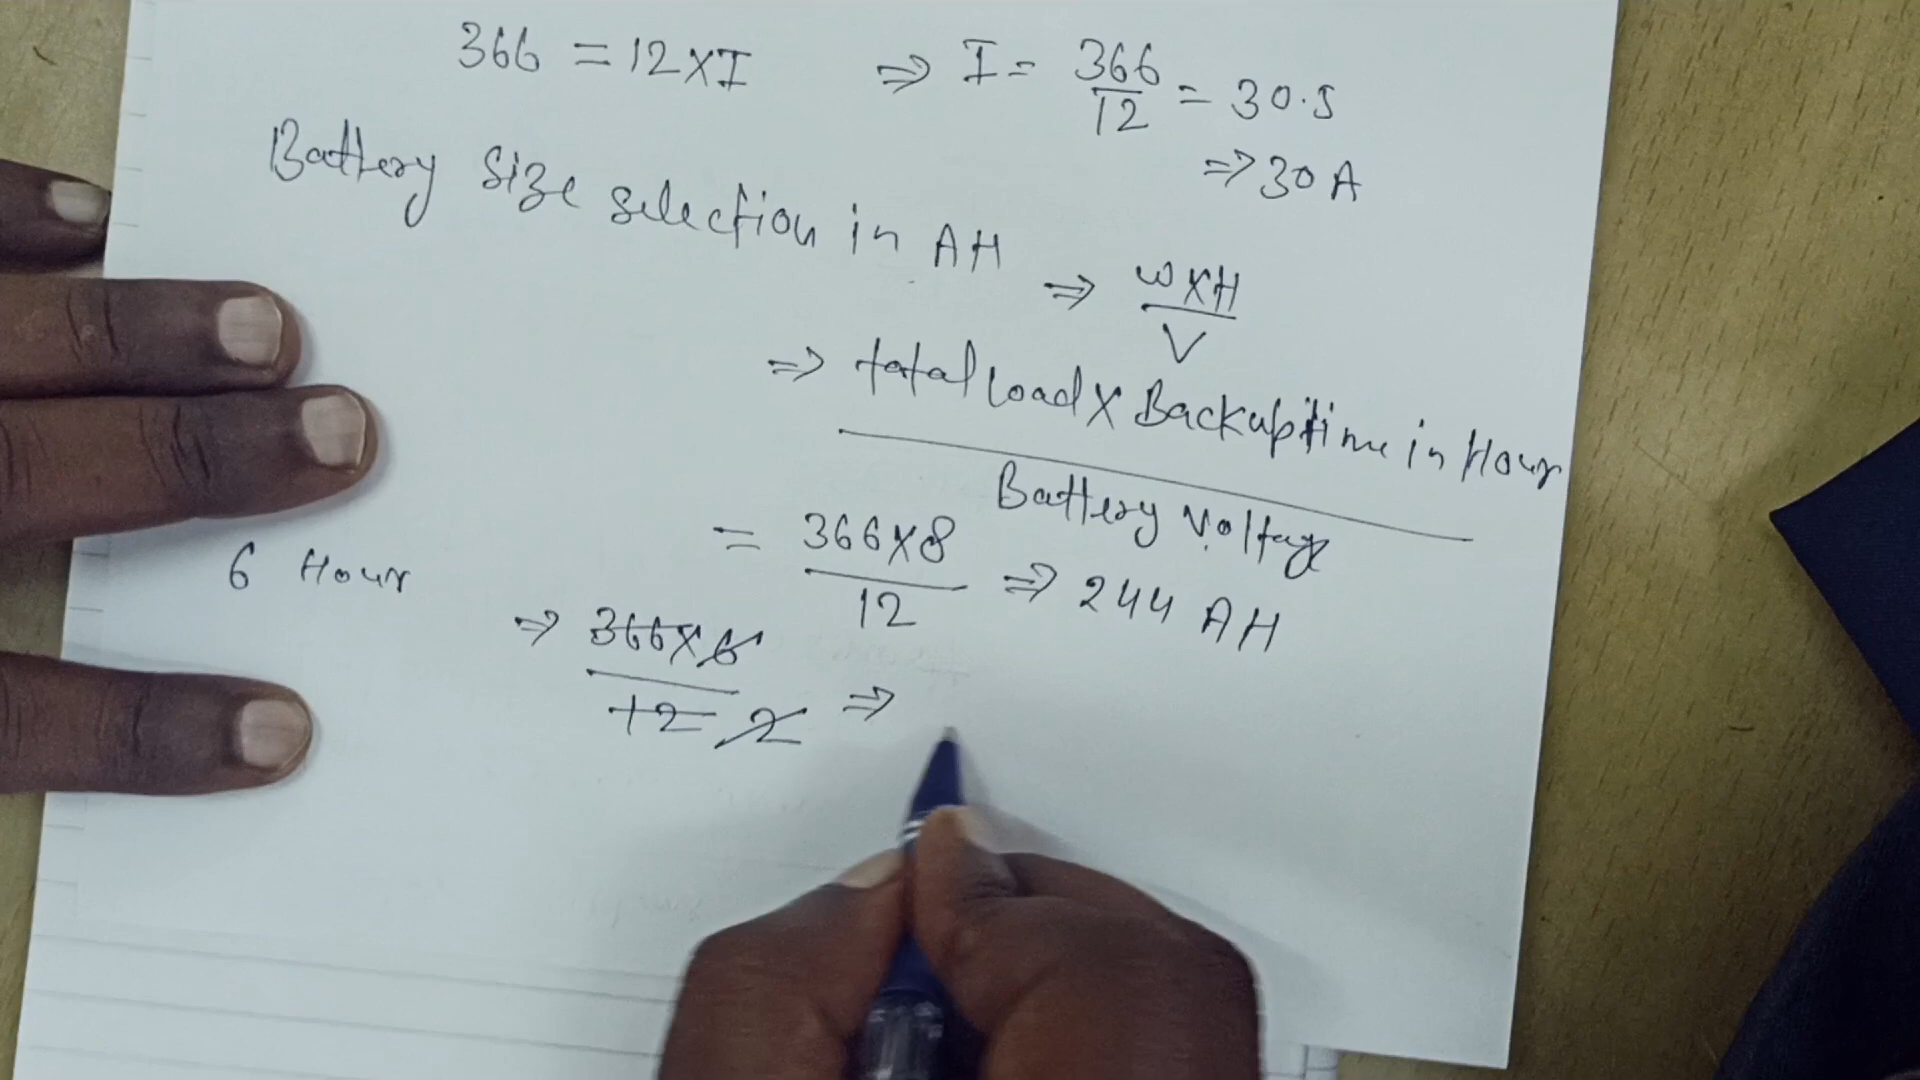 366 = 12 X I ⇒ I = 366/12 = 30.5
⇒ 30 A
Battery Size selection in AH ⇒ W X H / V
⇒ total load X Backup time in Hour
Battery Voltage
= 366 X 8 / 12 ⇒ 244 AH
6 Hour
⇒ 366 X 6 / 12 2 ⇒